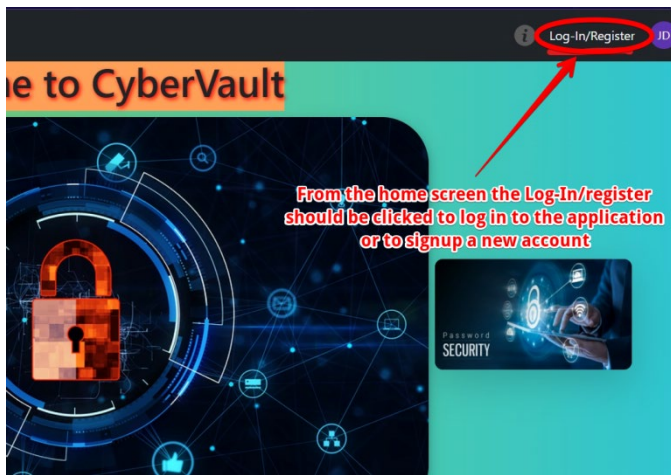 Log-In/Register
JD
e to CyberVault
From the home screen the Log-In/register
should be clicked to log in to the application
or to signup a new account
Password
SECURITY